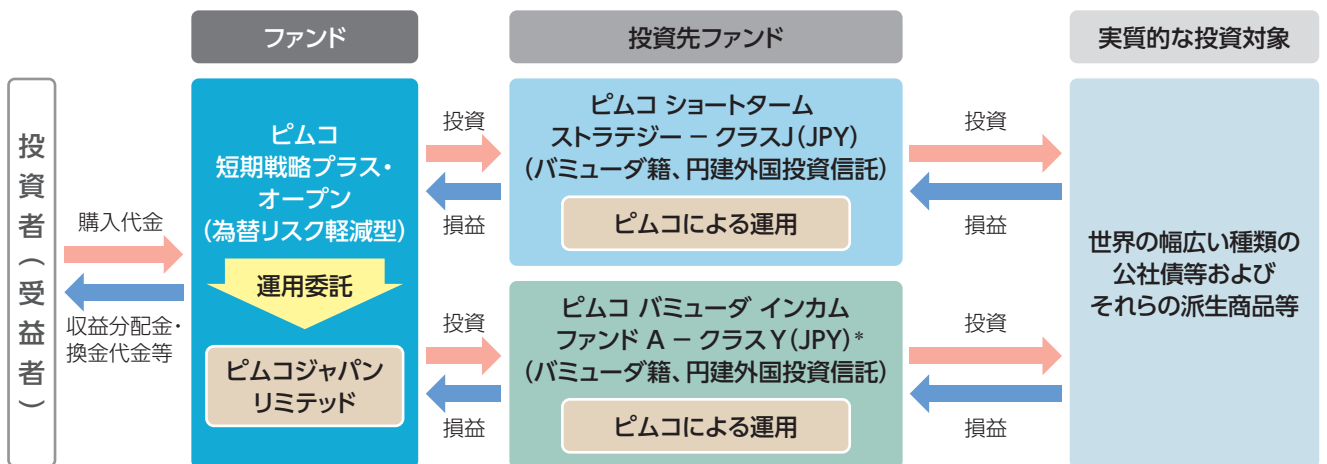 ファンド
投資先ファンド
実質的な投資対象
投資者(受益者)
購入代金
収益分配金・
換金代金等
ピムコ
短期戦略プラス・
オープン
(為替リスク軽減型)
運用委託
ピムコジャパン
リミテッド
投資
損益
ピムコ ショートターム
ストラテジー − クラスJ(JPY)
(バミューダ籍、円建外国投資信託)
ピムコによる運用
投資
損益
投資
損益
ピムコ バミューダ インカム
ファンド A − クラスY(JPY)*
(バミューダ籍、円建外国投資信託)
ピムコによる運用
投資
損益
世界の幅広い種類の
公社債等および
それらの派生商品等